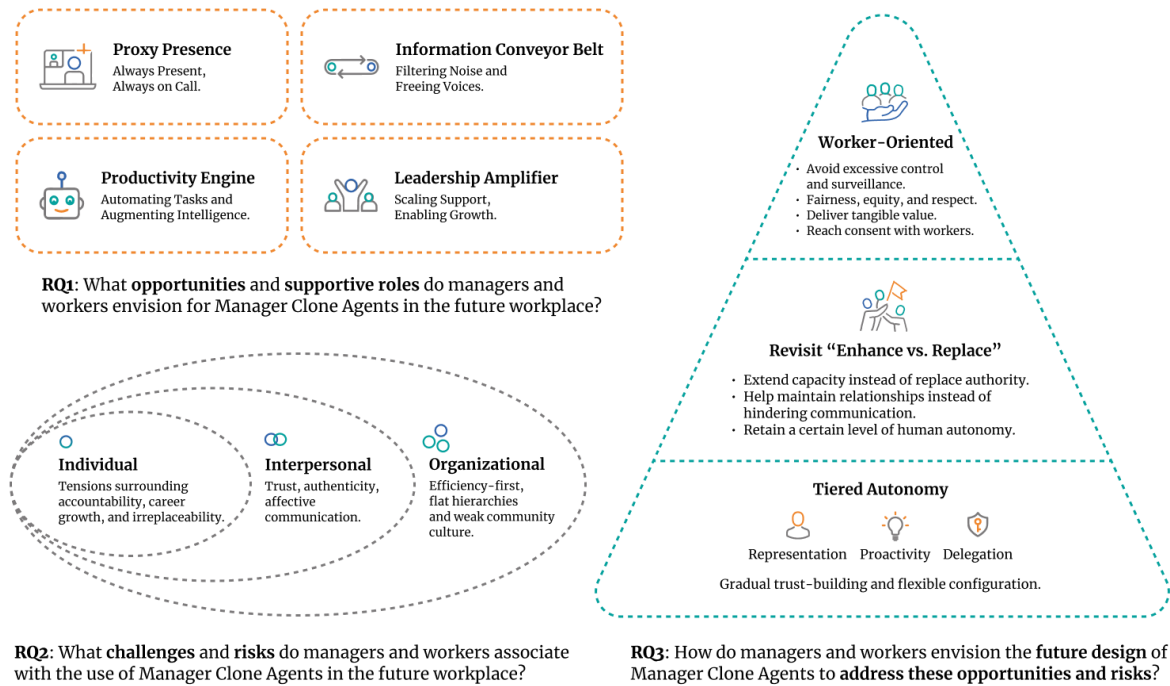 Proxy Presence
Always Present,
Always on Call.
Information Conveyor Belt
Filtering Noise and
Freeing Voices.
Productivity Engine
Automating Tasks and
Augmenting Intelligence.
Leadership Amplifier
Scaling Support,
Enabling Growth.
RQ1: What opportunities and supportive roles do managers and
workers envision for Manager Clone Agents in the future workplace?
Individual
Tensions surrounding
accountability, career
growth, and irreplaceability.
Interpersonal
Trust, authenticity,
affective
communication.
Organizational
Efficiency-first,
flat hierarchies
and weak community
culture.
RQ2: What challenges and risks do managers and workers associate
with the use of Manager Clone Agents in the future workplace?
Worker-Oriented
· Avoid excessive control
and surveillance.
· Fairness, equity, and respect.
· Deliver tangible value.
· Reach consent with workers.
Revisit “Enhance vs. Replace”
· Extend capacity instead of replace authority.
· Help maintain relationships instead of
hindering communication.
· Retain a certain level of human autonomy.
Tiered Autonomy
Representation Proactivity Delegation
Gradual trust-building and flexible configuration.
RQ3: How do managers and workers envision the future design of
Manager Clone Agents to address these opportunities and risks?